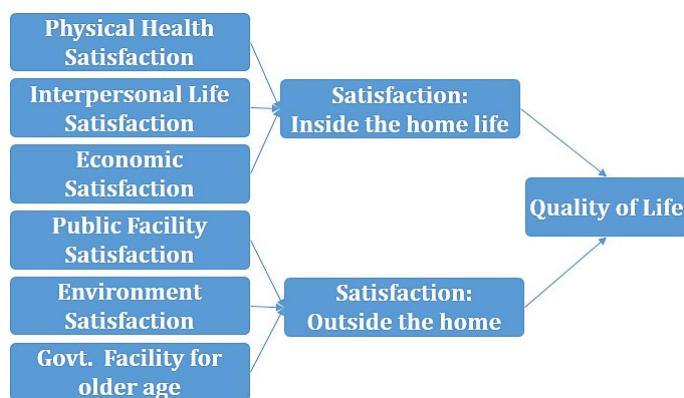 Physical Health
Satisfaction
Interpersonal Life
Satisfaction
Economic
Satisfaction
Public Facility
Satisfaction
Environment
Satisfaction
Govt. Facility for
older age
Satisfaction:
Inside the home life
Satisfaction:
Outside the home
Quality of Life